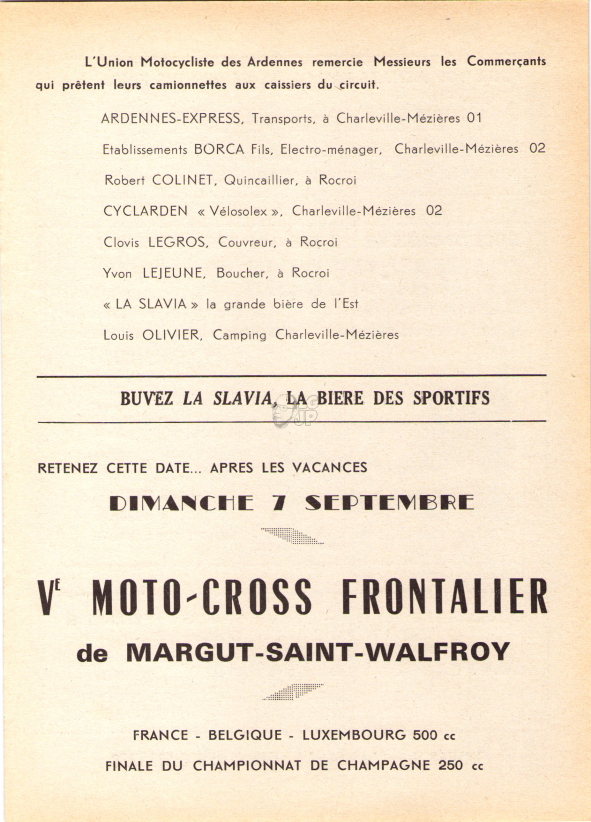 L'Union Motocycliste des Ardennes remercie Messieurs les Commerçants
qui prêtent leurs camionnettes aux caissiers du circuit.
ARDENNES-EXPRESS, Transports, à Charleville-Mézières 01
Etablissements BORCA Fils, Electro-ménager, Charleville-Mézières 02
Robert COLINET, Quincaillier, à Rocroi
CYCLARDEN « Vélosolex », Charleville-Mézières 02
Clovis LEGROS, Couvreur, à Rocroi
Yvon LEJEUNE, Boucher, à Rocroi
« LA SLAVIA » la grande bière de l'Est
Louis OLIVIER, Camping Charleville-Mézières
BUVEZ LA SLAVIA, LA BIERE DES SPORTIFS
RETENEZ CETTE DATE... APRES LES VACANCES
DIMANCHE 7 SEPTEMBRE
VE MOTO-CROSS FRONTALIER
de MARGUT-SAINT-WALFROY
FRANCE - BELGIQUE - LUXEMBOURG 500 cc
FINALE DU CHAMPIONNAT DE CHAMPAGNE 250 cc